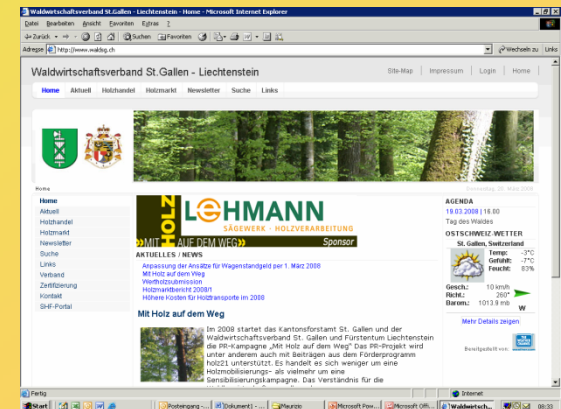 Waldwirtschaftsverband St.Gallen - Liechtenstein - Home - Microsoft Internet Explorer
Datei Bearbeiten Ansicht Favoriten Extras ?
Zurück Suchen Favoriten
Adresse http://www.waldsg.ch Wechseln zu Links
Waldwirtschaftsverband St.Gallen - Liechtenstein
Site-Map | Impressum | Login | Home
Home Aktuell Holzhandel Holzmarkt Newsletter Suche Links
Home
Donnerstag, 20. März 2008
Home
Aktuell
Holzhandel
Holzmarkt
Newsletter
Suche
Links
Verband
Zertifizierung
Kontakt
SHF-Portal
HOLZ
LEHMANN
SÄGEWERK - HOLZVERARBEITUNG
»MIT AUF DEM WEG»
Sponsor
AKTUELLES / NEWS
Anpassung der Ansätze für Wagenstandgeld per 1. März 2008
Mit Holz auf dem Weg
Wertholzsubmission
Holzmarktbericht 2008/1
Höhere Kosten für Holztransporte im 2008
Mit Holz auf dem Weg
Im 2008 startet das Kantonsforstamt St. Gallen und der
Waldwirtschaftsverband St. Gallen und Fürstentum Liechtenstein
die PR-Kampagne „Mit Holz auf dem Weg" Das PR-Projekt wird
unter anderem auch mit Beiträgen aus dem Förderprogramm
holz21 unterstützt. Es handelt es sich weniger um eine
Holzmobilisierungs- als vielmehr um eine
Sensibilisierungskampagne. Das Verständnis für die
AGENDA
19.03.2008 | 16:00
Tag des Waldes
OSTSCHWEIZ-WETTER
St. Gallen, Switzerland
Temp: -3°C
Gefühlt: -7°C
Feucht: 83%
Gesch.: 10 km/h
Richt.: 260°
Barom.: 1013.9 mb
W
Mehr Details zeigen
Bereitgestellt von:
Fertig
Internet
Start
Posteingang - ...
Dokument1 - ...
Maurizio
Microsoft Pow...
Microsoft Offi...
Waldwirtsch...
08:33